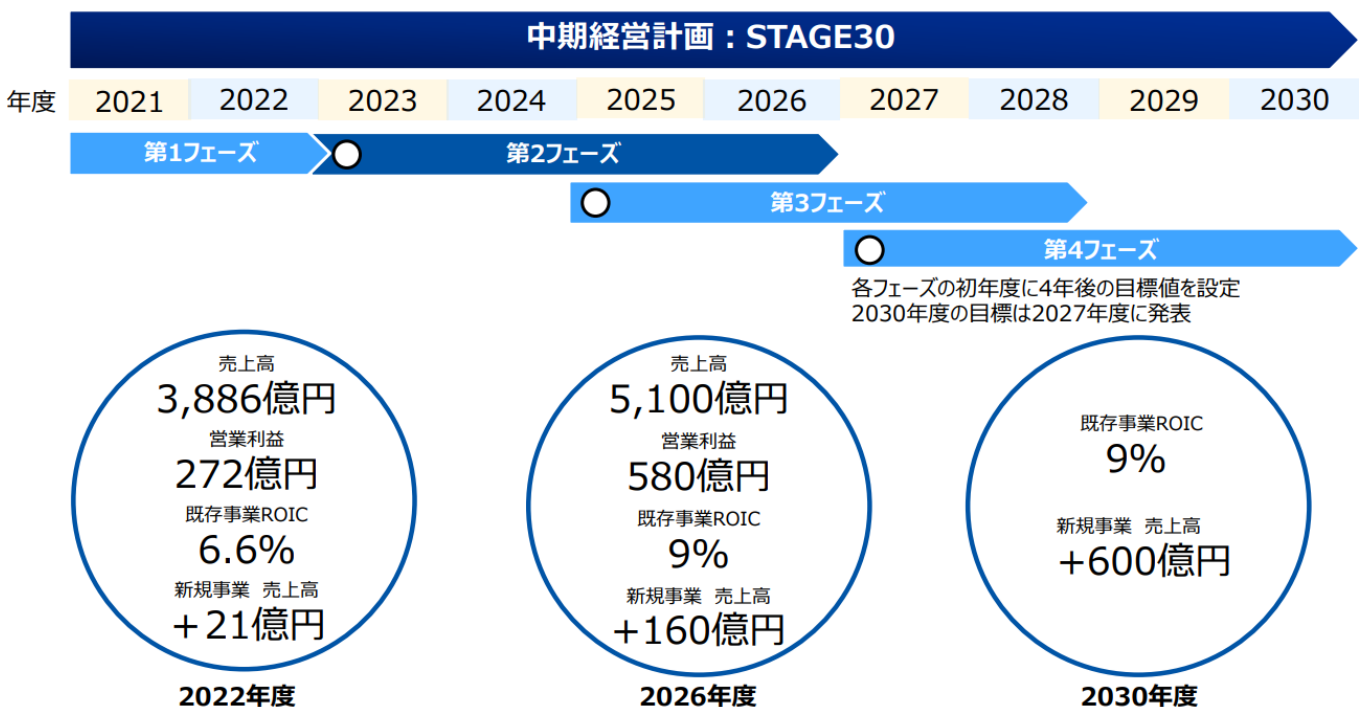 中期経営計画：STAGE30
年度 2021 2022 2023 2024 2025 2026 2027 2028 2029 2030
第1フェーズ 第2フェーズ
第3フェーズ
第4フェーズ
各フェーズの初年度に4年後の目標値を設定
2030年度の目標は2027年度に発表
売上高
3,886億円
営業利益
272億円
既存事業ROIC
6.6%
新規事業 売上高
＋21億円
2022年度
売上高
5,100億円
営業利益
580億円
既存事業ROIC
9%
新規事業 売上高
+160億円
2026年度
既存事業ROIC
9%
新規事業 売上高
+600億円
2030年度